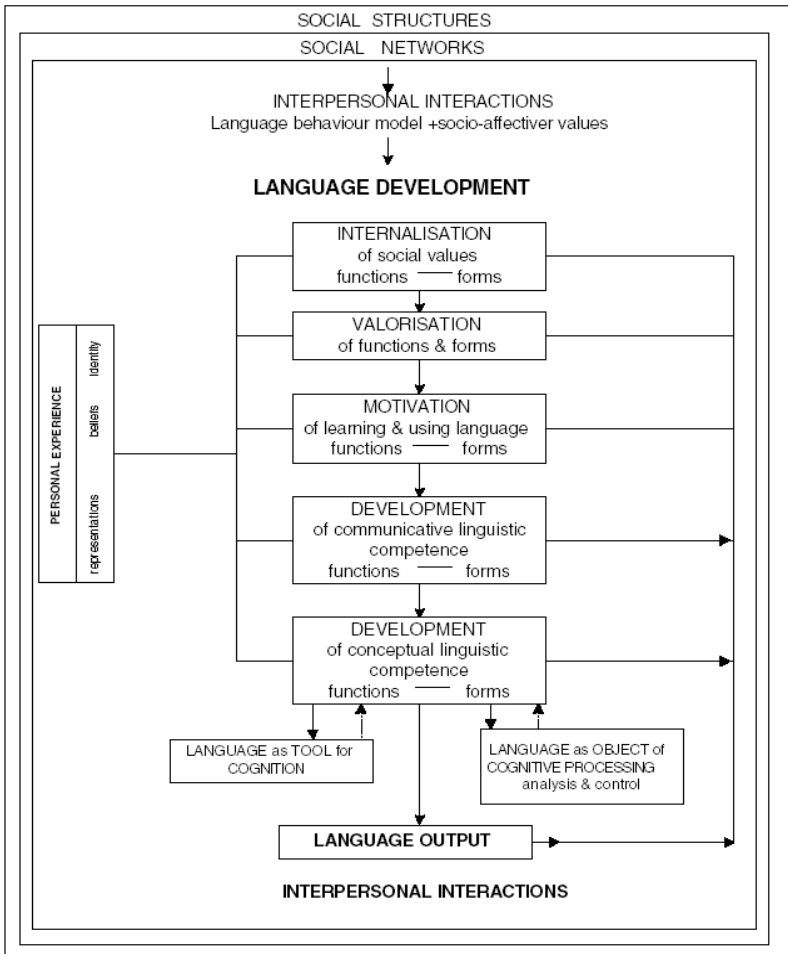 SOCIAL STRUCTURES
SOCIAL NETWORKS
INTERPERSONAL INTERACTIONS
Language behaviour model +socio-affectiver values
LANGUAGE DEVELOPMENT
INTERNALISATION
of social values
functions — forms
VALORISATION
of functions & forms
PERSONAL EXPERIENCE
representations beliefs Identity
MOTIVATION
of learning & using language
functions — forms
DEVELOPMENT
of communicative linguistic
competence
functions — forms
DEVELOPMENT
of conceptual linguistic
competence
functions — forms
LANGUAGE as TOOL for
COGNITION
LANGUAGE as OBJECT of
COGNITIVE PROCESSING
analysis & control
LANGUAGE OUTPUT
INTERPERSONAL INTERACTIONS